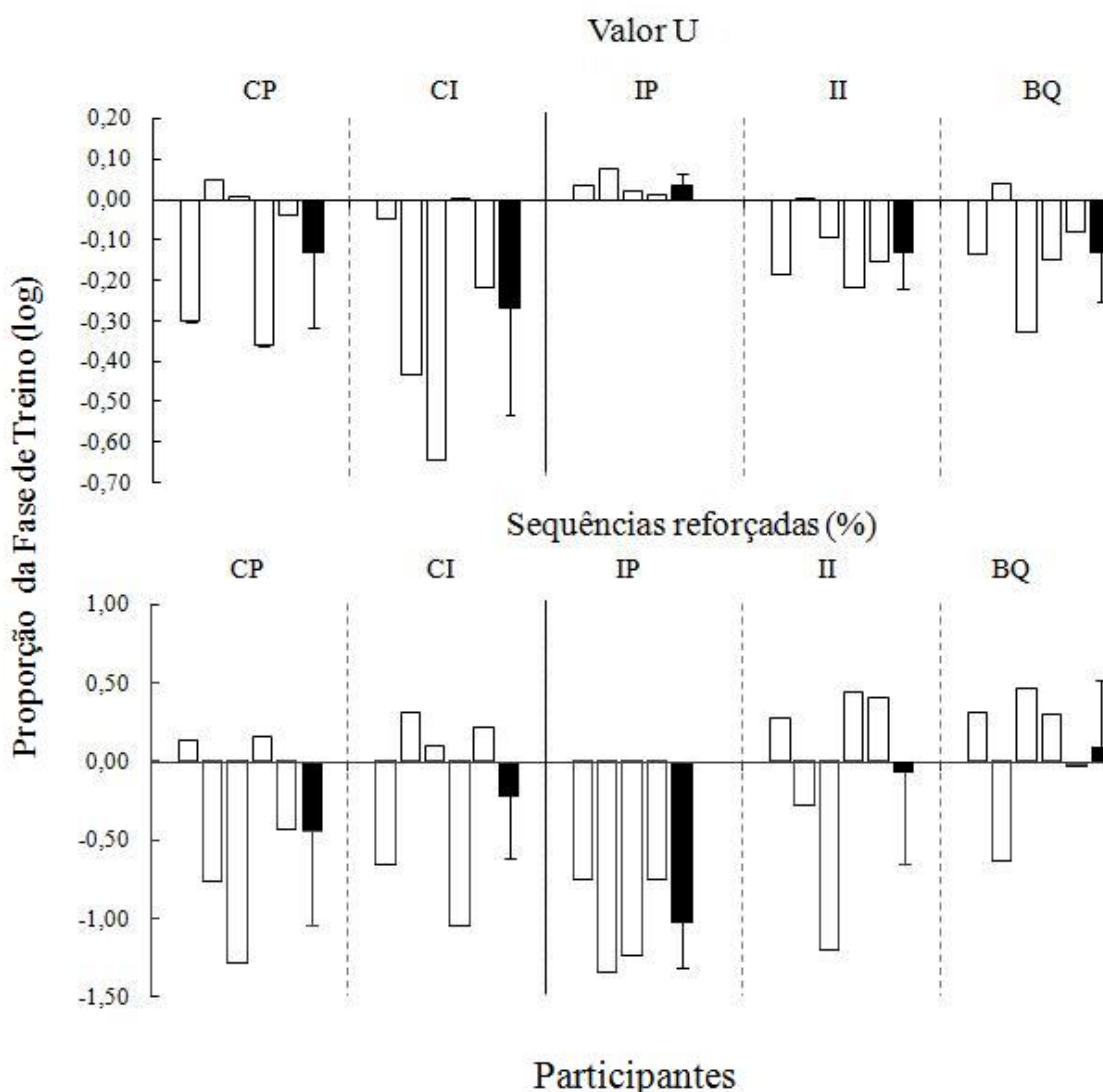 Valor U
CP CI IP II BQ
0,20
0,10
0,00
-0,10
-0,20
-0,30
-0,40
-0,50
-0,60
-0,70
Proporção da Fase de Treino (log)
Sequências reforçadas (%)
CP CI IP II BQ
1,00
0,50
0,00
-0,50
-1,00
-1,50
Participantes